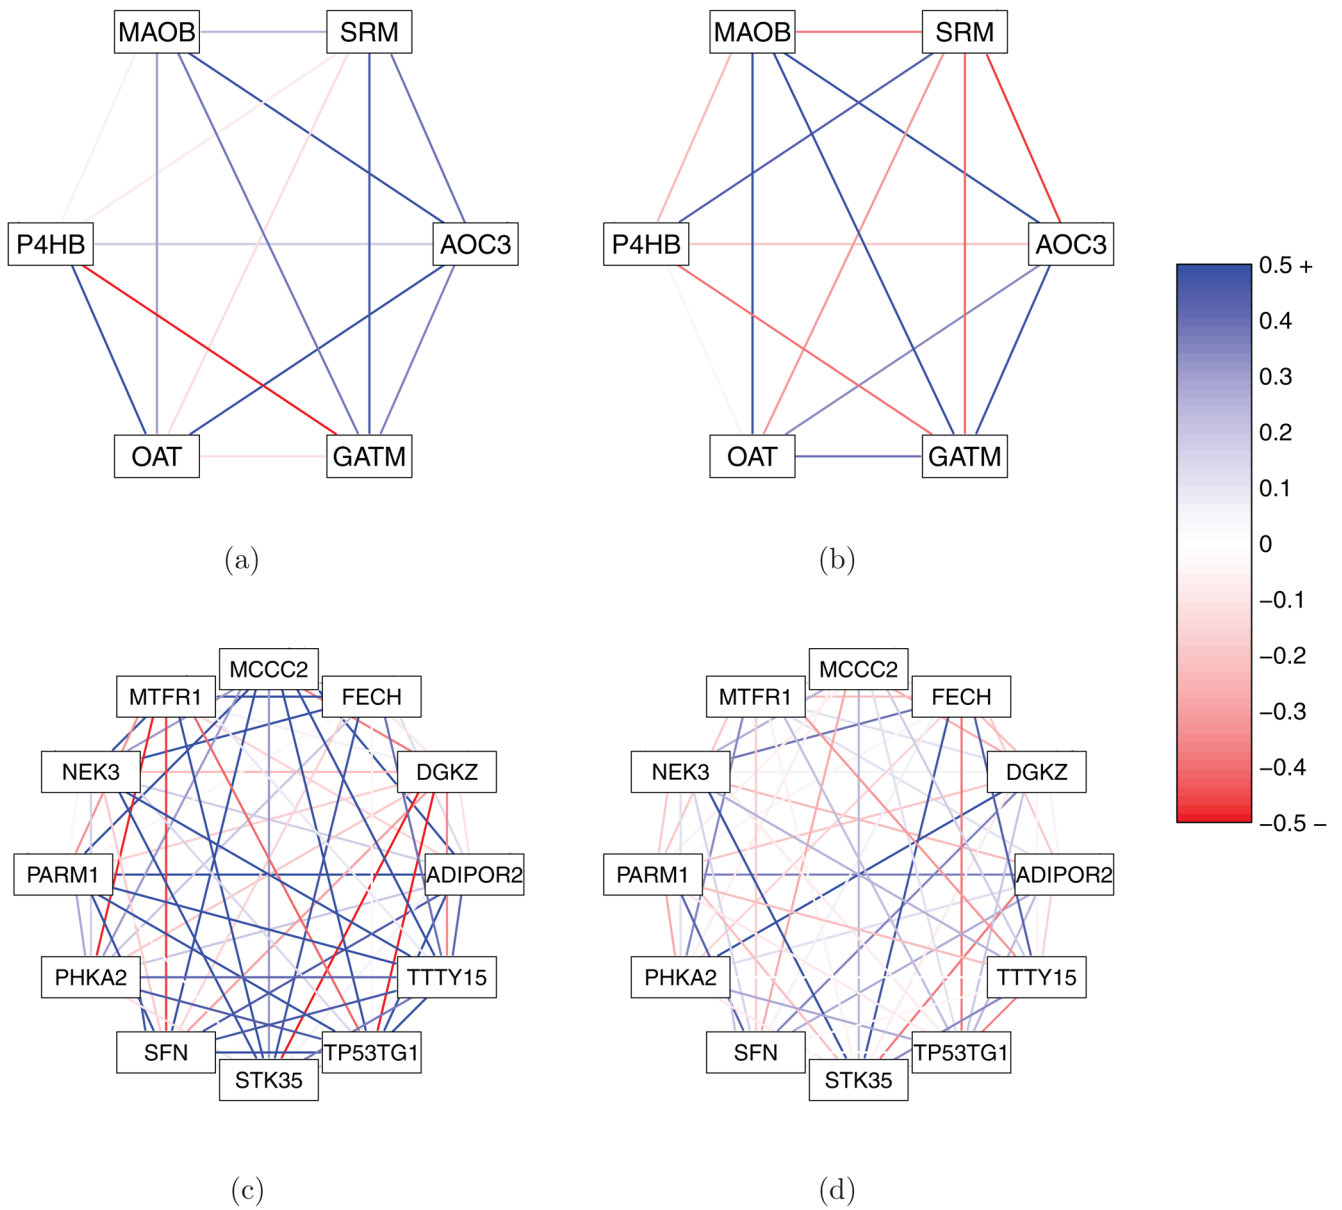 MAOB SRM
P4HB AOC3
OAT GATM
(a)
MAOB SRM
P4HB AOC3
OAT GATM
(b)
0.5 +
0.4
0.3
0.2
0.1
0
−0.1
−0.2
−0.3
−0.4
−0.5 −
MCCC2
MTFR1 FECH
NEK3 DGKZ
PARM1 ADIPOR2
PHKA2 TTTY15
SFN TP53TG1
STK35
(c)
MCCC2
MTFR1 FECH
NEK3 DGKZ
PARM1 ADIPOR2
PHKA2 TTTY15
SFN TP53TG1
STK35
(d)